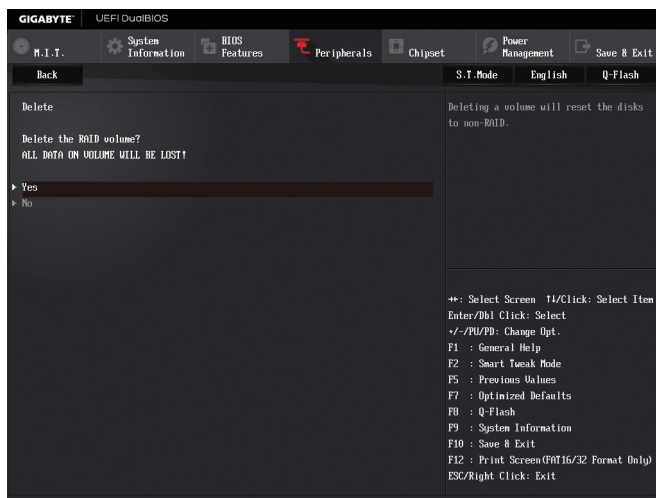 GIGABYTE™ UEFI DualBIOS
M.I.T. System Information BIOS Features Peripherals Chipset Power Management Save & Exit
Back S.T.Mode English Q-Flash
Delete
Delete the RAID volume?
ALL DATA ON VOLUME WILL BE LOST!
Yes
No
Deleting a volume will reset the disks
to non-RAID.
→←: Select Screen ↑↓/Click: Select Item
Enter/Dbl Click: Select
+/-/PU/PD: Change Opt.
F1 : General Help
F2 : Smart Tweak Mode
F5 : Previous Values
F7 : Optimized Defaults
F8 : Q-Flash
F9 : System Information
F10 : Save & Exit
F12 : Print Screen(FAT16/32 Format Only)
ESC/Right Click: Exit